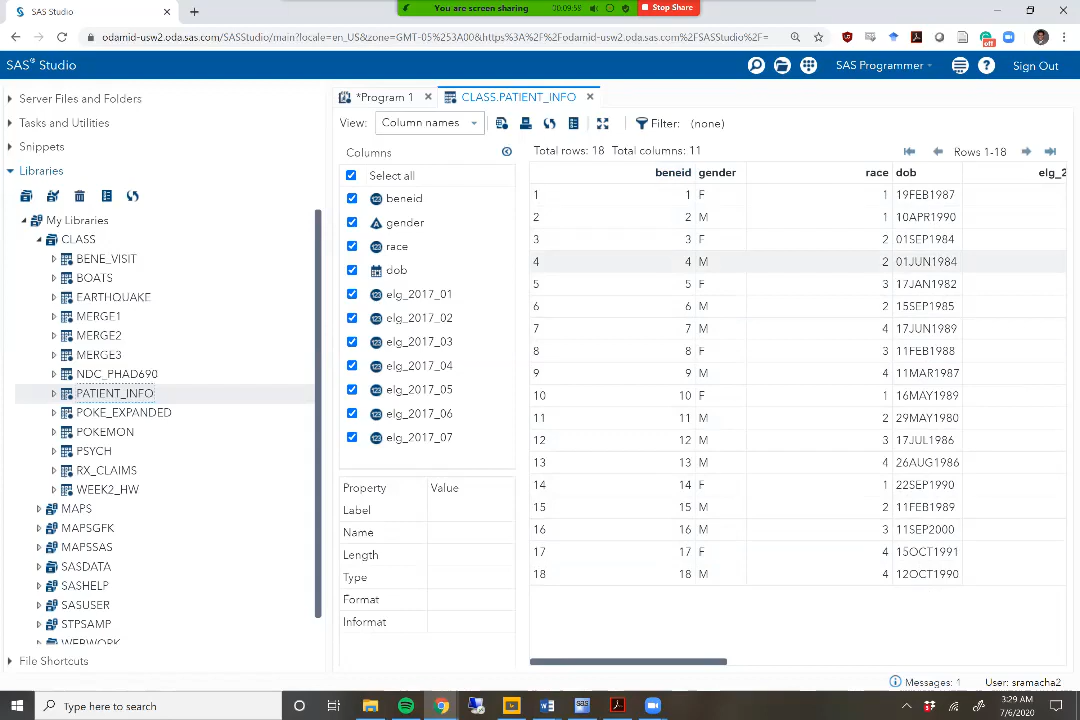 You are screen sharing 00:09:59 Stop Share
SAS Studio
odamid-usw2.oda.sas.com/SASStudio/main?locale=en_US&zone=GMT-05%253A00&https%3A%2F%2Fodamid-usw2.oda.sas.com%2FSASStudio%2F=
off
SAS® Studio
SAS Programmer
Sign Out
Server Files and Folders
Tasks and Utilities
Snippets
Libraries
My Libraries
CLASS
BENE_VISIT
BOATS
EARTHQUAKE
MERGE1
MERGE2
MERGE3
NDC_PHAD690
PATIENT_INFO
POKE_EXPANDED
POKEMON
PSYCH
RX_CLAIMS
WEEK2_HW
MAPS
MAPSGFK
MAPSSAS
SASDATA
SASHELP
SASUSER
STPSAMP
WEBWORK
File Shortcuts
*Program 1
CLASS.PATIENT_INFO
View: Column names
Filter: (none)
Columns
Select all
beneid
gender
race
dob
elg_2017_01
elg_2017_02
elg_2017_03
elg_2017_04
elg_2017_05
elg_2017_06
elg_2017_07
Property Value
Label
Name
Length
Type
Format
Informat
Total rows: 18 Total columns: 11
Rows 1-18
beneid gender race dob elg_2
1 1 F 1 19FEB1987
2 2 M 1 10APR1990
3 3 F 2 01SEP1984
4 4 M 2 01JUN1984
5 5 F 3 17JAN1982
6 6 M 2 15SEP1985
7 7 M 4 17JUN1989
8 8 F 3 11FEB1988
9 9 M 4 11MAR1987
10 10 F 1 16MAY1989
11 11 M 2 29MAY1980
12 12 M 3 17JUL1986
13 13 M 4 26AUG1986
14 14 F 1 22SEP1990
15 15 M 2 11FEB1989
16 16 M 3 11SEP2000
17 17 F 4 15OCT1991
18 18 M 4 12OCT1990
Messages: 1 User: sramacha2
Type here to search
3:29 AM
7/6/2020